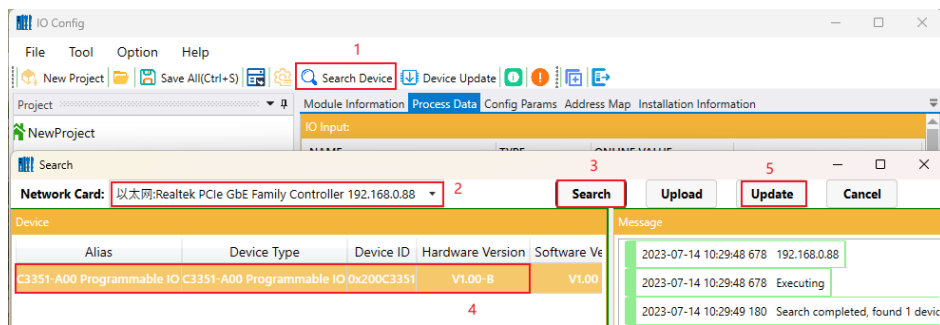 IO Config
File Tool Option Help
1
New Project Save All(Ctrl+S) Search Device Device Update
Project
Module Information Process Data Config Params Address Map Installation Information
NewProject
IO Input:
NAME TYPE ONLINE VALUE
Search
3
5
Network Card: 以太网:Realtek PCIe GbE Family Controller 192.168.0.88 2 Search Upload Update Cancel
Device
Message
Alias Device Type Device ID Hardware Version Software Ve
C3351-A00 Programmable IO C3351-A00 Programmable IO 0x200C3351 V1.00-B V1.00
4
2023-07-14 10:29:48 678 192.168.0.88
2023-07-14 10:29:48 678 Executing
2023-07-14 10:29:49 180 Search completed, found 1 devic